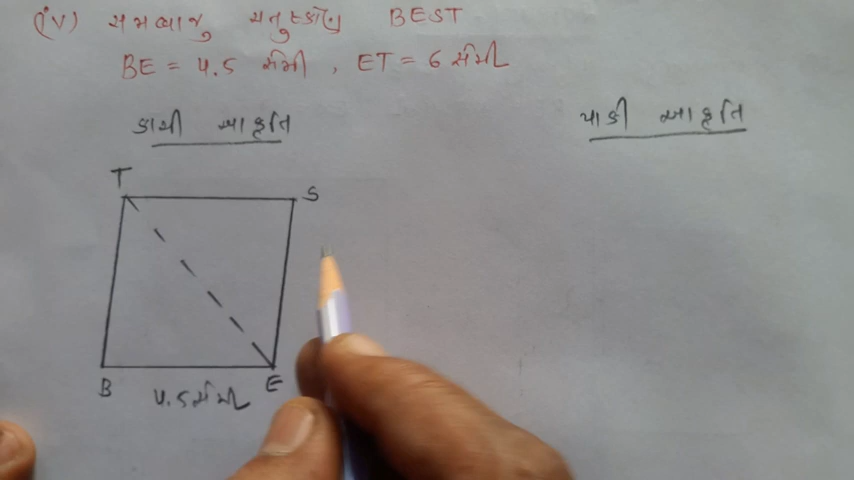 (iv) સમબાજુ ચતુષ્કોણ BEST
BE = 4.5 સેમી, ET = 6 સેમી
કાચી આકૃતિ
પાકી આકૃતિ
T
S
B
E
4.5 સેમી